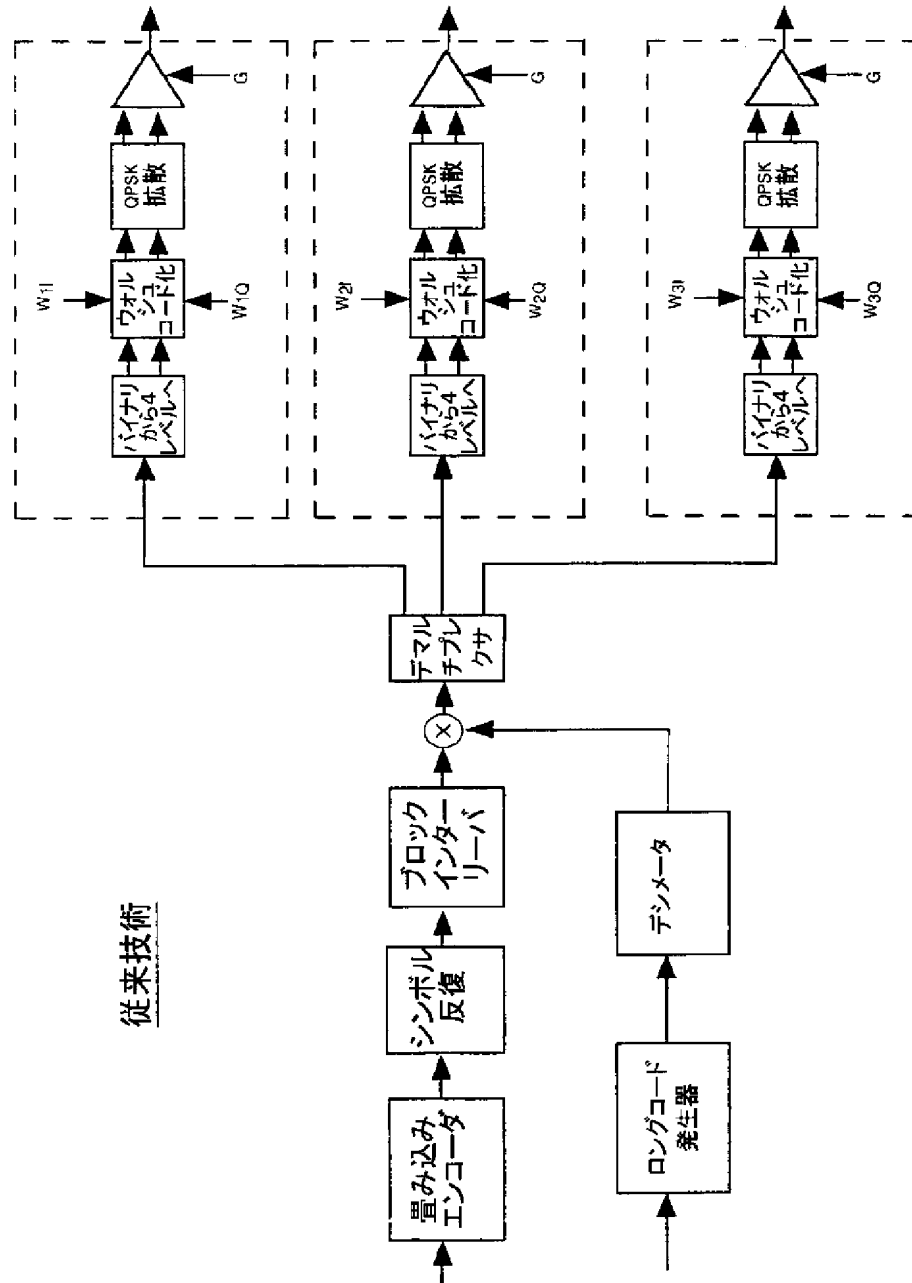 従来技術
畳み込み
エンコーダ
シンボル
反復
ブロック
インター
リーバ
X
ロングコード
発生器
デシメータ
デマル
チプレ
クサ
バイナリ
から4
レベルへ
W1I
ウォル
シュ
コード化
W1Q
QPSK
拡散
G
バイナリ
から4
レベルへ
W2I
ウォル
シュ
コード化
W2Q
QPSK
拡散
G
バイナリ
から4
レベルへ
W3I
ウォル
シュ
コード化
W3Q
QPSK
拡散
G